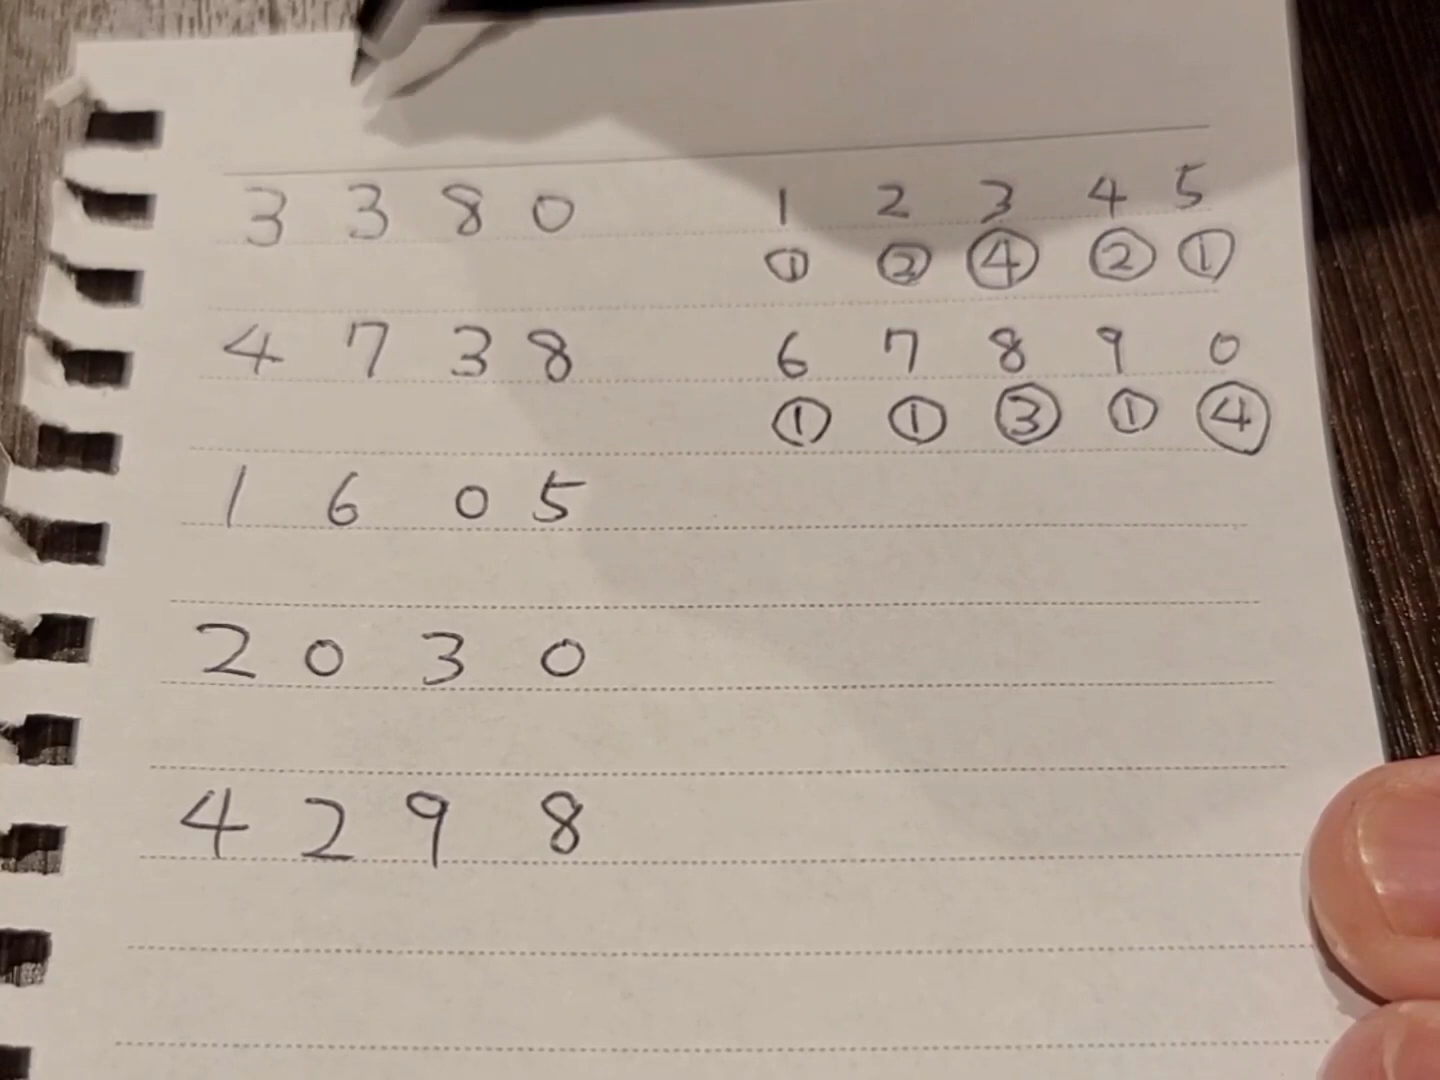 3 3 8 0
4 7 3 8
1 6 0 5
2 0 3 0
4 2 9 8
1 2 3 4 5
① ② ④ ② ①
6 7 8 9 0
① ① ③ ① ④